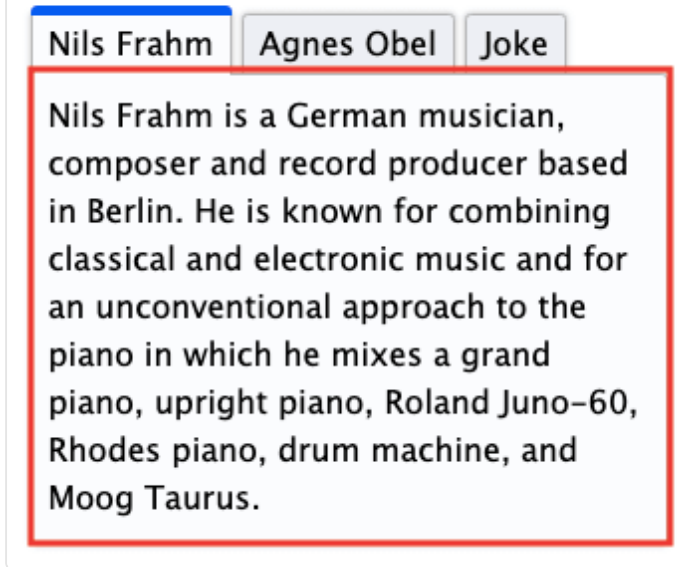 Nils Frahm Agnes Obel Joke
Nils Frahm is a German musician,
composer and record producer based
in Berlin. He is known for combining
classical and electronic music and for
an unconventional approach to the
piano in which he mixes a grand
piano, upright piano, Roland Juno-60,
Rhodes piano, drum machine, and
Moog Taurus.